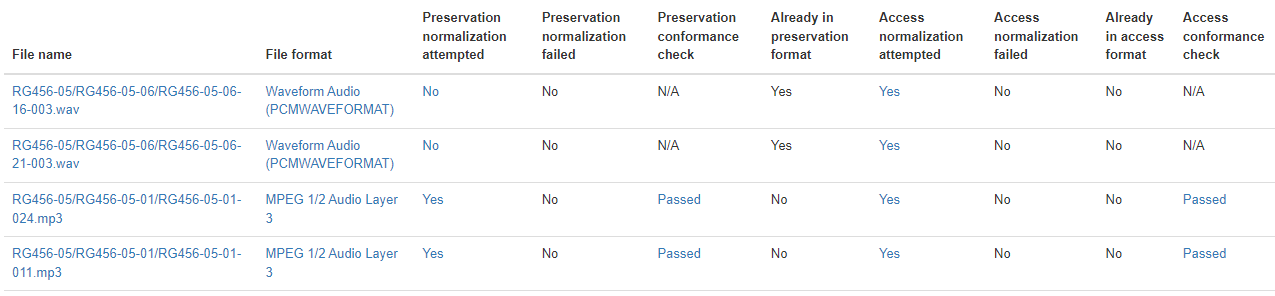 File name
File format
Preservation
normalization
attempted
Preservation
normalization
failed
Preservation
conformance
check
Already in
preservation
format
Access
normalization
attempted
Access
normalization
failed
Already
in access
format
Access
conformance
check
RG456-05/RG456-05-06/RG456-05-06-
16-003.wav
Waveform Audio
(PCMWAVEFORMAT)
No
No
N/A
Yes
Yes
No
No
N/A
RG456-05/RG456-05-06/RG456-05-06-
21-003.wav
Waveform Audio
(PCMWAVEFORMAT)
No
No
N/A
Yes
Yes
No
No
N/A
RG456-05/RG456-05-01/RG456-05-01-
024.mp3
MPEG 1/2 Audio Layer
3
Yes
No
Passed
No
Yes
No
No
Passed
RG456-05/RG456-05-01/RG456-05-01-
011.mp3
MPEG 1/2 Audio Layer
3
Yes
No
Passed
No
Yes
No
No
Passed